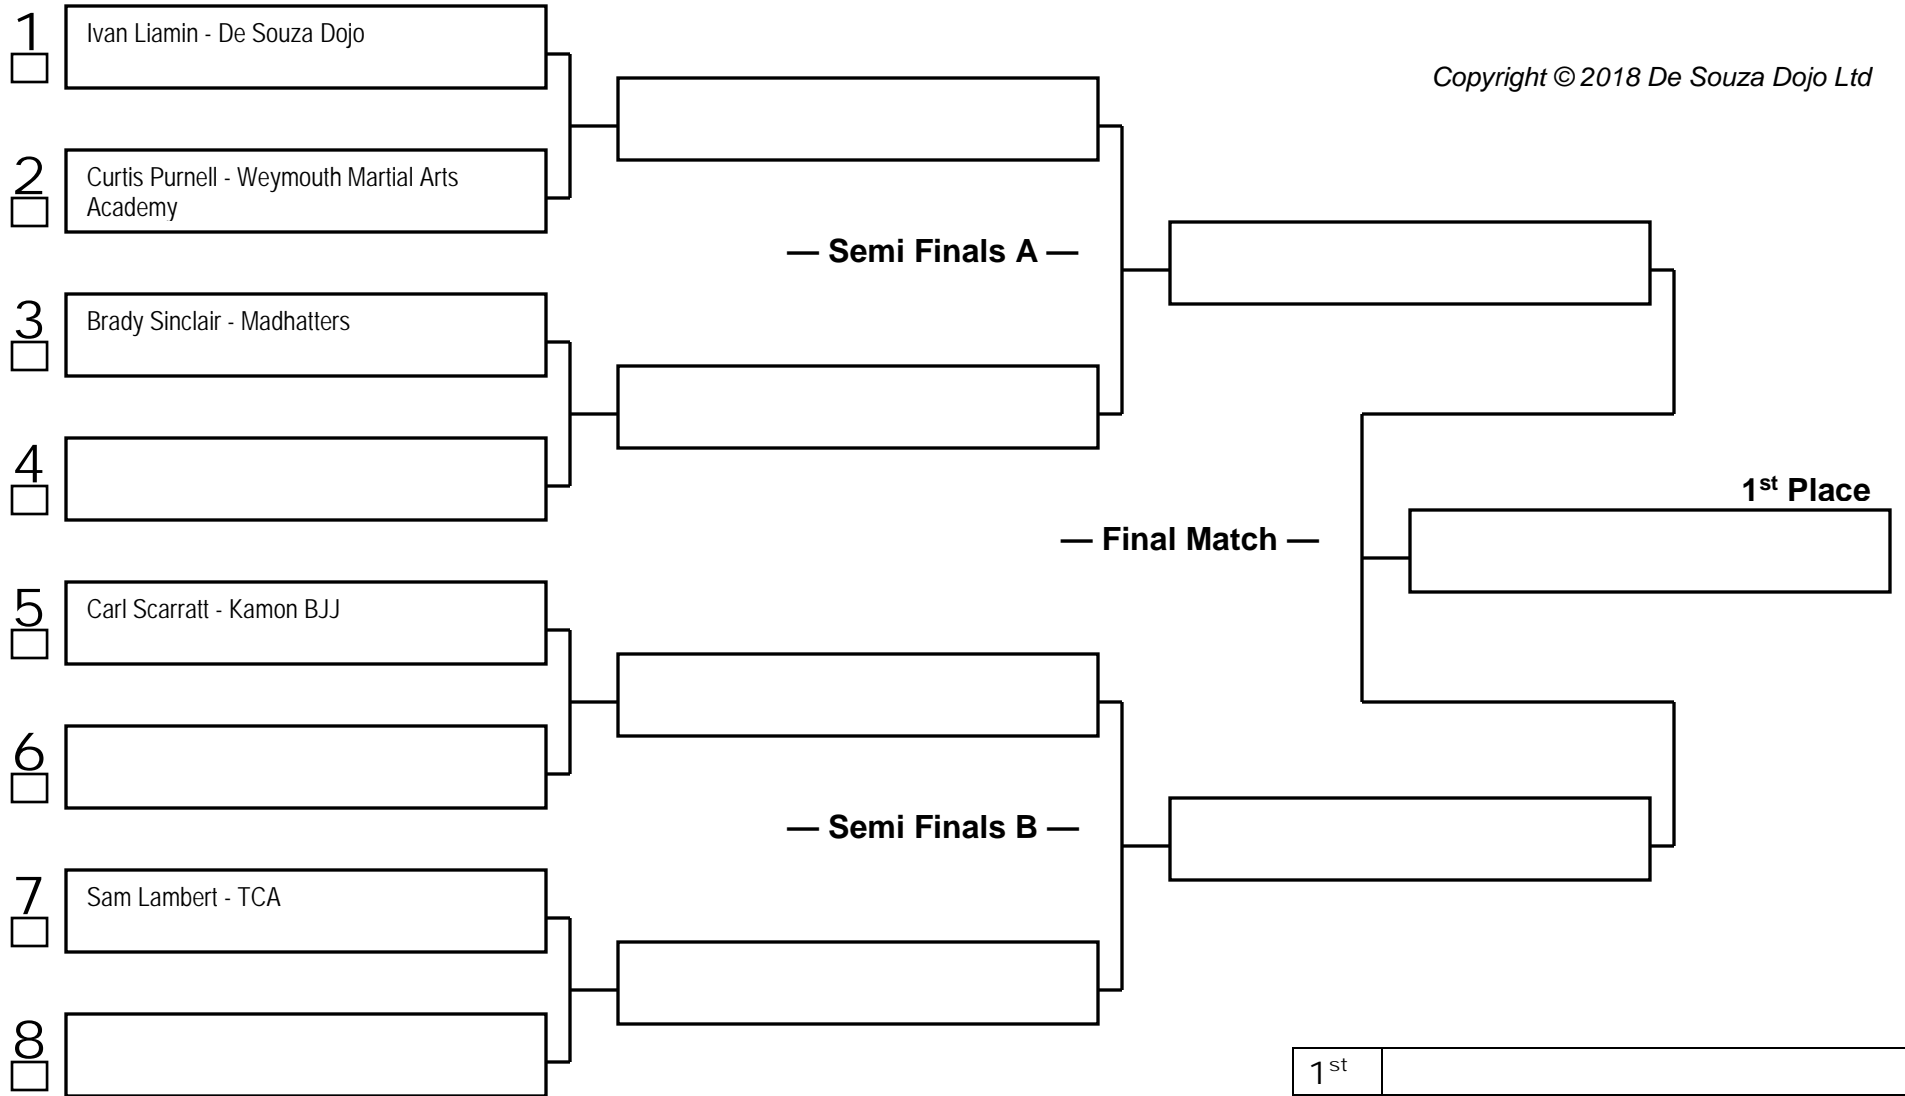 1
Ivan Liamin - De Souza Dojo
Copyright © 2018 De Souza Dojo Ltd
2
Curtis Purnell - Weymouth Martial Arts
Academy
— Semi Finals A —
3
Brady Sinclair - Madhatters
4
1st Place
— Final Match —
5
Carl Scarratt - Kamon BJJ
6
— Semi Finals B —
7
Sam Lambert - TCA
8
1st